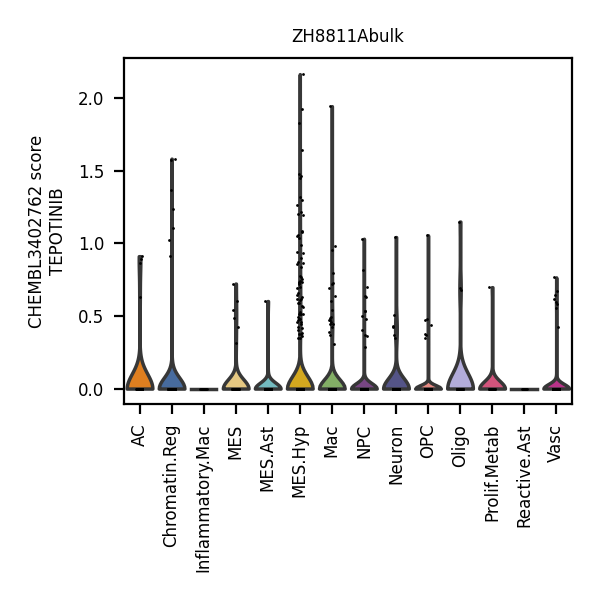 ZH8811Abulk
CHEMBL3402762 score
TEPOTINIB
2.0
1.5
1.0
0.5
0.0
AC
Chromatin.Reg
Inflammatory.Mac
MES
MES.Ast
MES.Hyp
Mac
NPC
Neuron
OPC
Oligo
Prolif.Metab
Reactive.Ast
Vasc